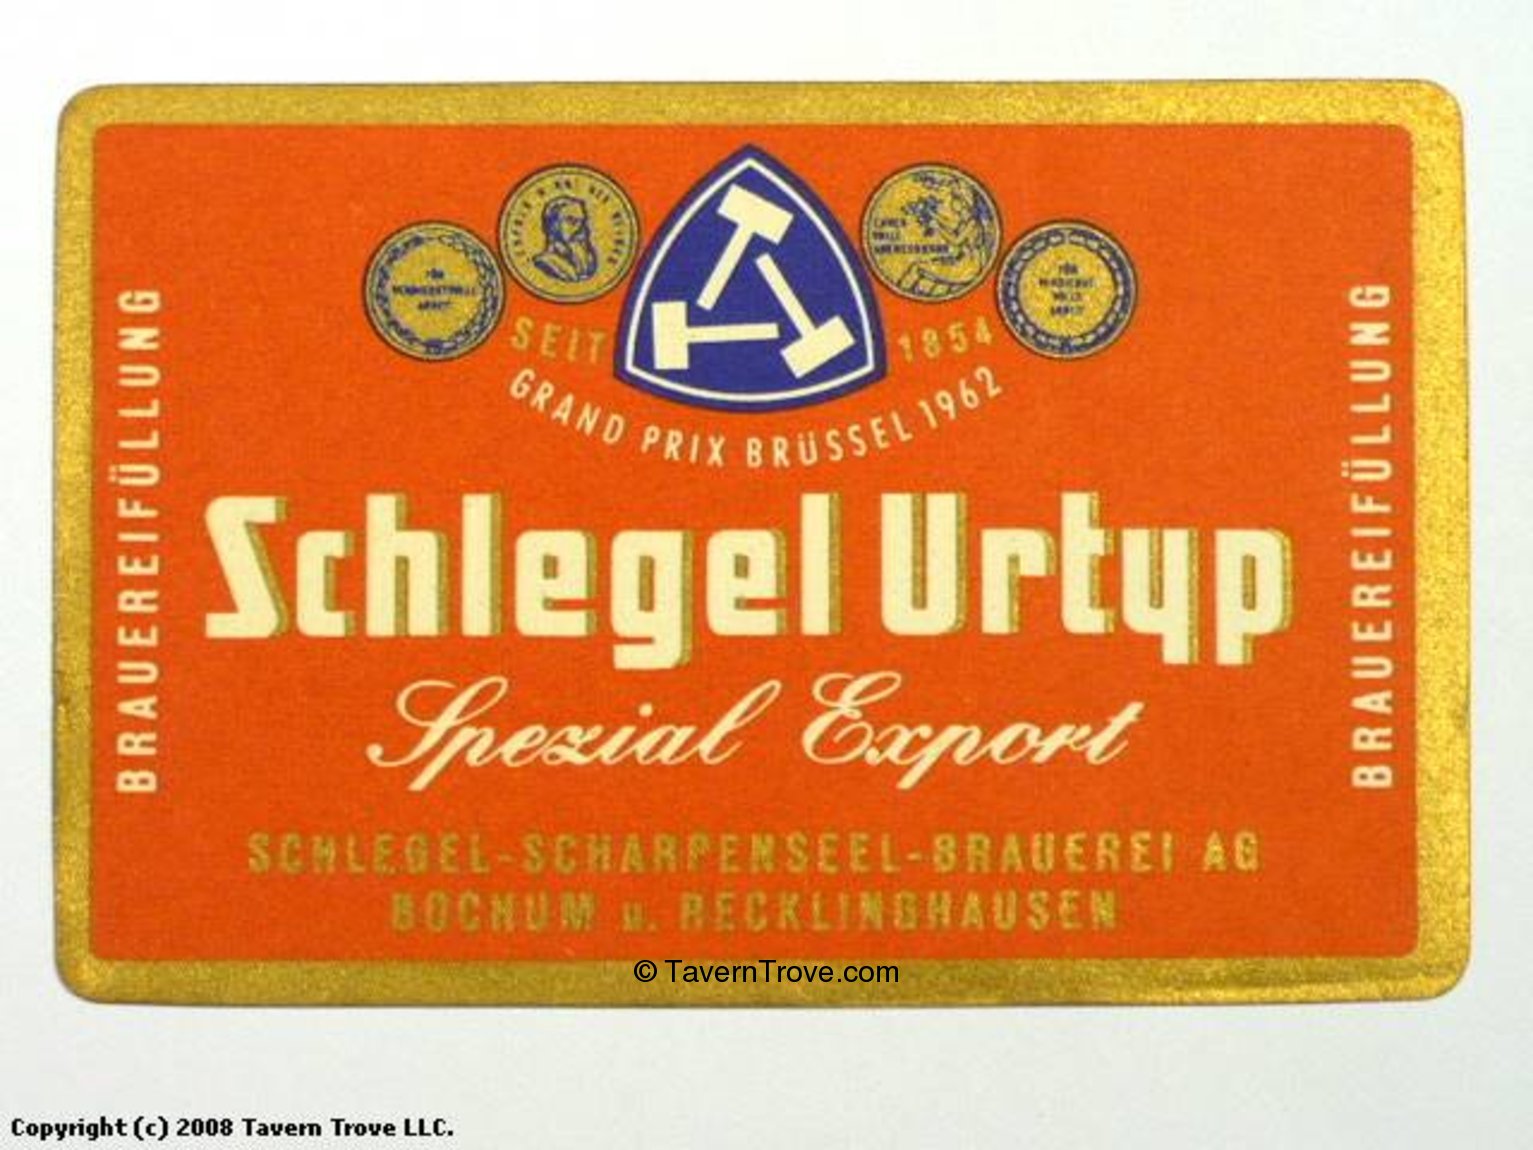 SEIT 1854
GRAND PRIX BRÜSSEL 1962
BRAUEREIFÜLLUNG
Schlegel Urtyp
Spezial Export
BRAUEREIFÜLLUNG
SCHLEGEL-SCHARPENSEEL-BRAUEREI AG
BOCHUM u. RECKLINGHAUSEN
© TavernTrove.com
Copyright (c) 2008 Tavern Trove LLC.